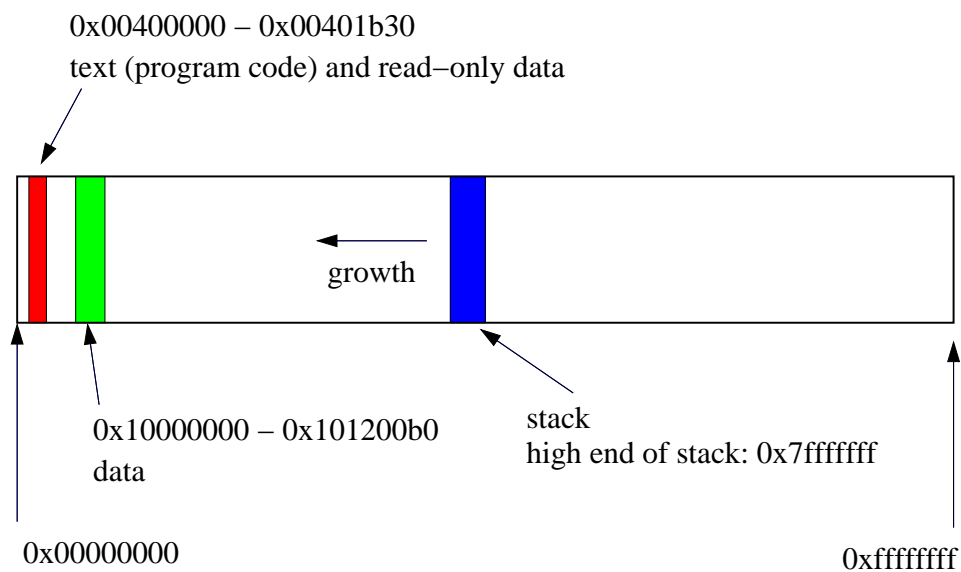 0x00400000 – 0x00401b30
text (program code) and read−only data
growth
0x10000000 – 0x101200b0
data
stack
high end of stack: 0x7fffffff
0x00000000
0xffffffff